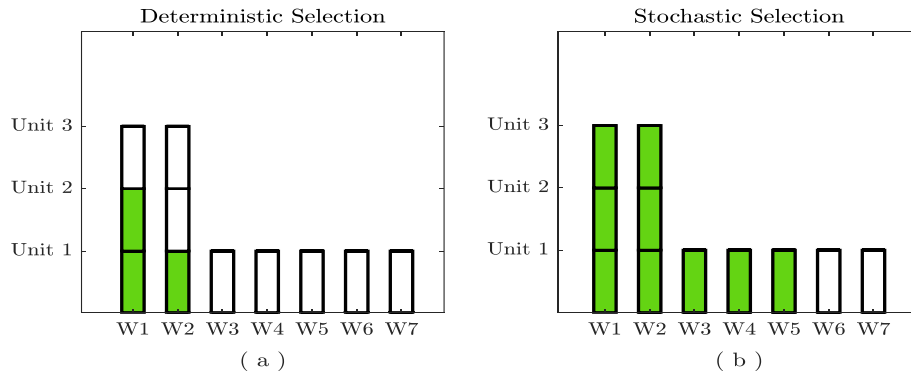 Deterministic Selection
Unit 3
Unit 2
Unit 1
W1 W2 W3 W4 W5 W6 W7
( a )
Stochastic Selection
Unit 3
Unit 2
Unit 1
W1 W2 W3 W4 W5 W6 W7
( b )